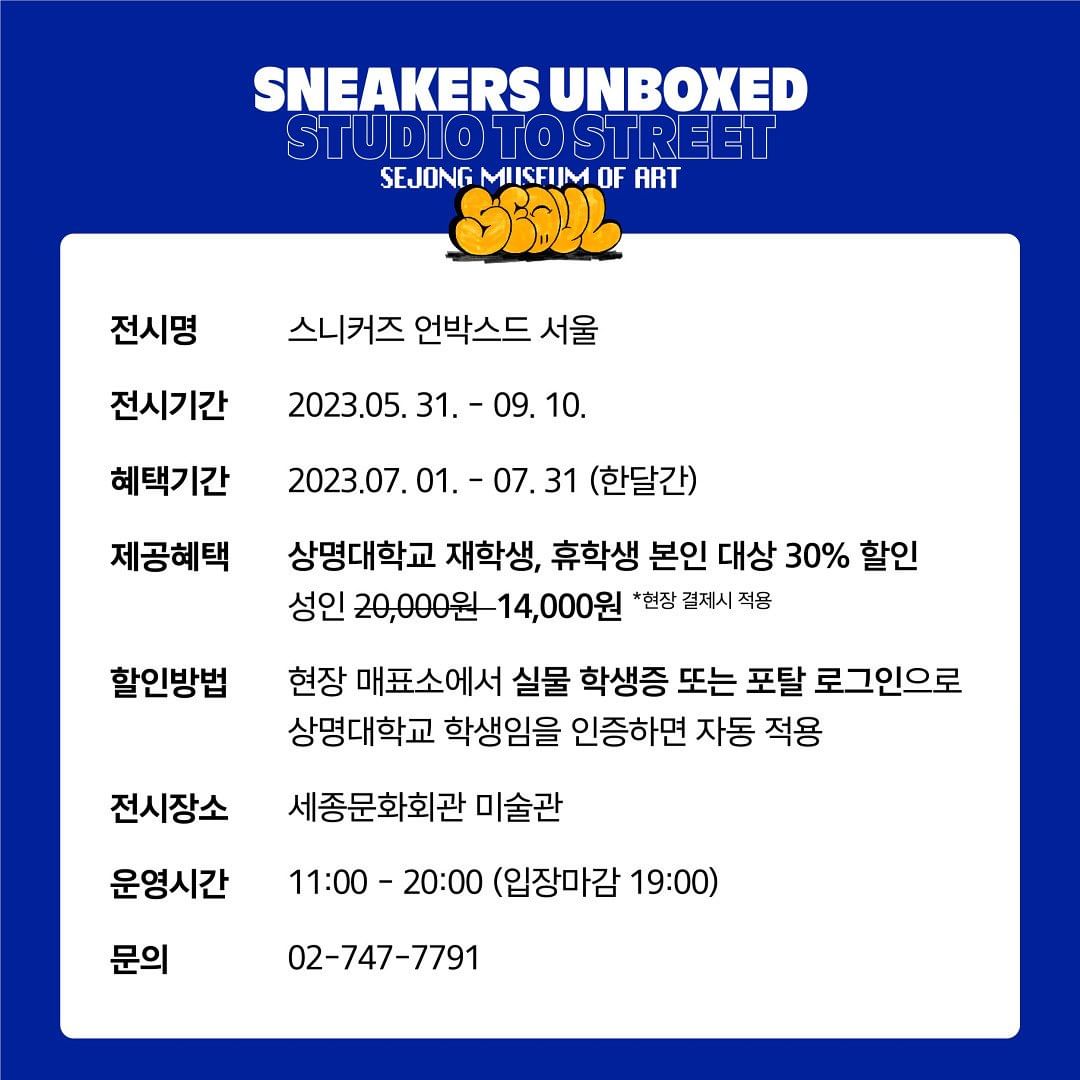 SNEAKERS UNBOXED
STUDIO TO STREET
SEJONG MUSEUM OF ART
SEOUL
전시명 스니커즈 언박스드 서울
전시기간 2023.05. 31. - 09. 10.
혜택기간 2023.07. 01. - 07. 31 (한달간)
제공혜택 상명대학교 재학생, 휴학생 본인 대상 30% 할인
성인 20,000원 14,000원 *현장 결제시 적용
할인방법 현장 매표소에서 실물 학생증 또는 포탈 로그인으로
상명대학교 학생임을 인증하면 자동 적용
전시장소 세종문화회관 미술관
운영시간 11:00 - 20:00 (입장마감 19:00)
문의 02-747-7791